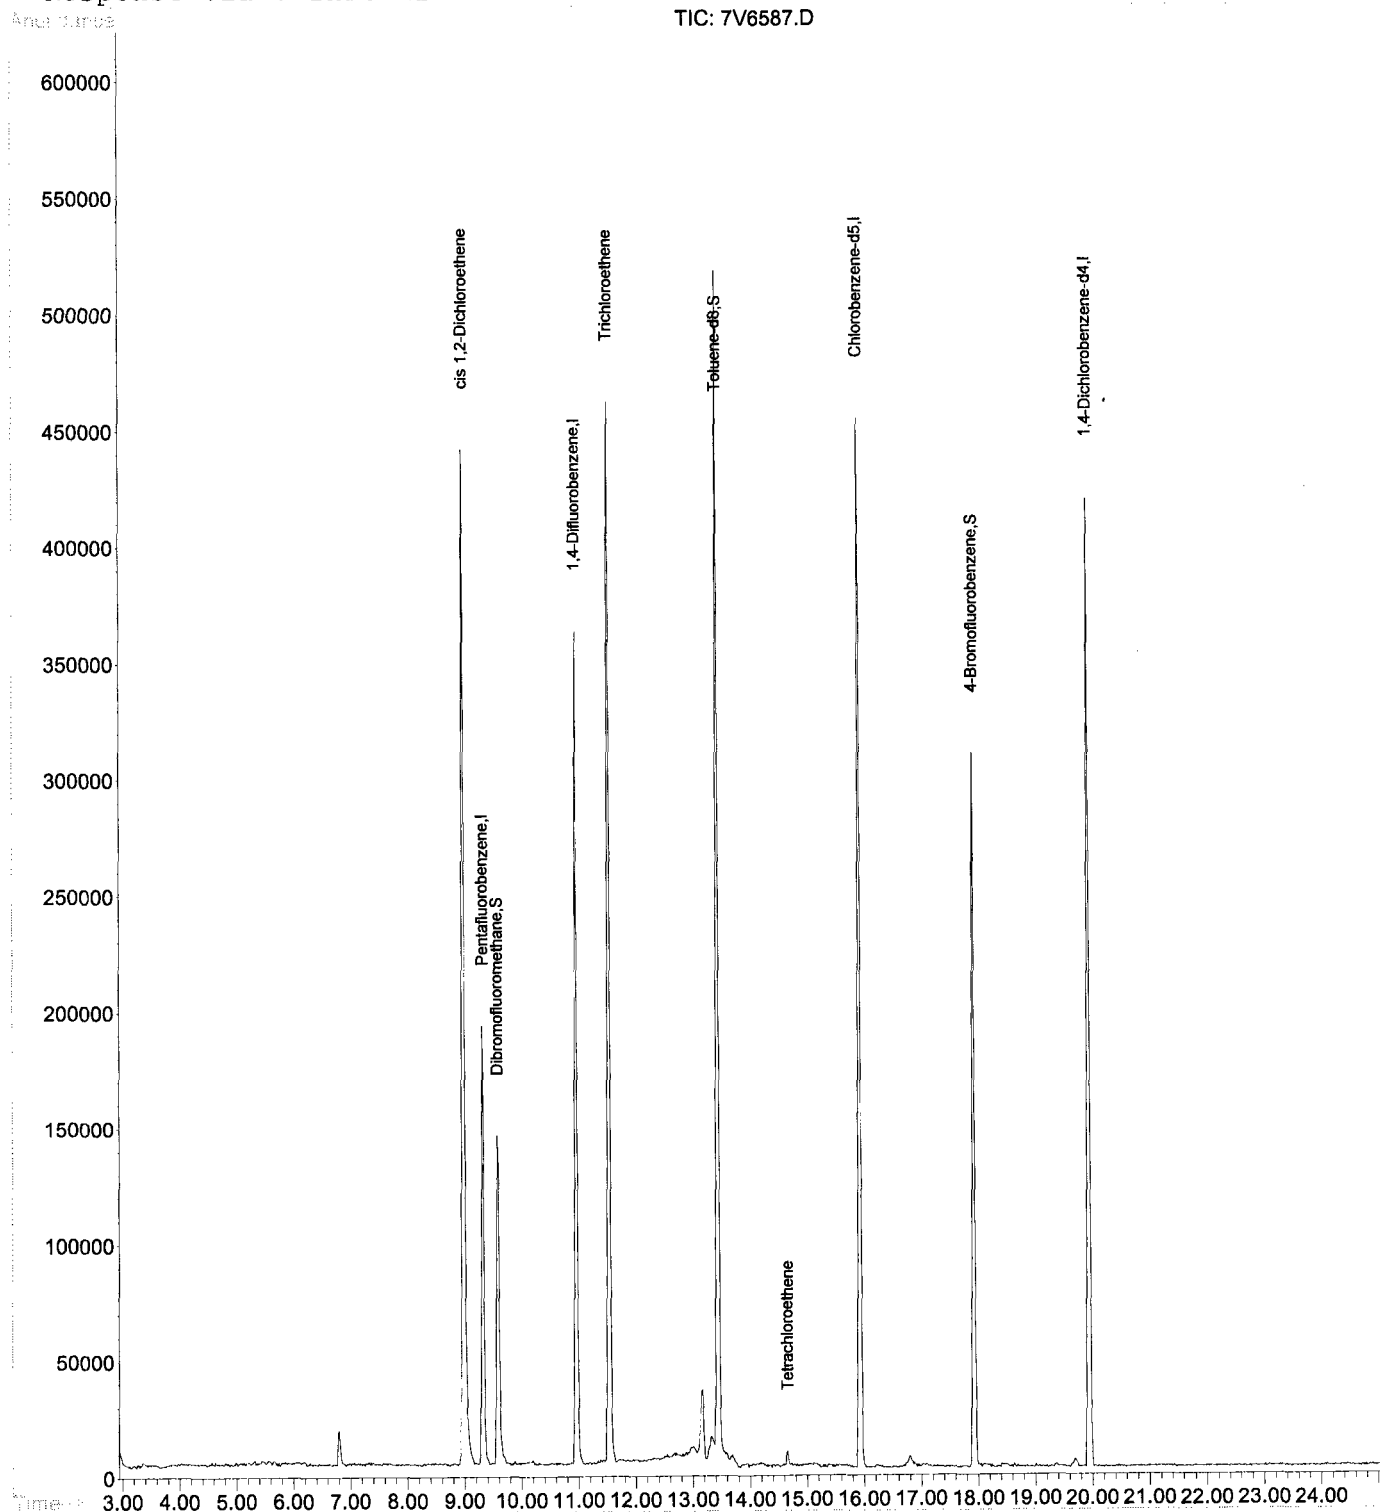 TIC: 7V6587.D
600000
550000
500000
450000
400000
350000
300000
250000
200000
150000
100000
50000
0
cis 1,2-Dichloroethene
Pentafluorobenzene,I
Dibromofluoromethane,S
1,4-Difluorobenzene,I
Trichloroethene
Toluene-d8,S
Tetrachloroethene
Chlorobenzene-d5,I
4-Bromofluorobenzene,S
1,4-Dichlorobenzene-d4,I
Time-->
3.00 4.00 5.00 6.00 7.00 8.00 9.00 10.00 11.00 12.00 13.00 14.00 15.00 16.00 17.00 18.00 19.00 20.00 21.00 22.00 23.00 24.00